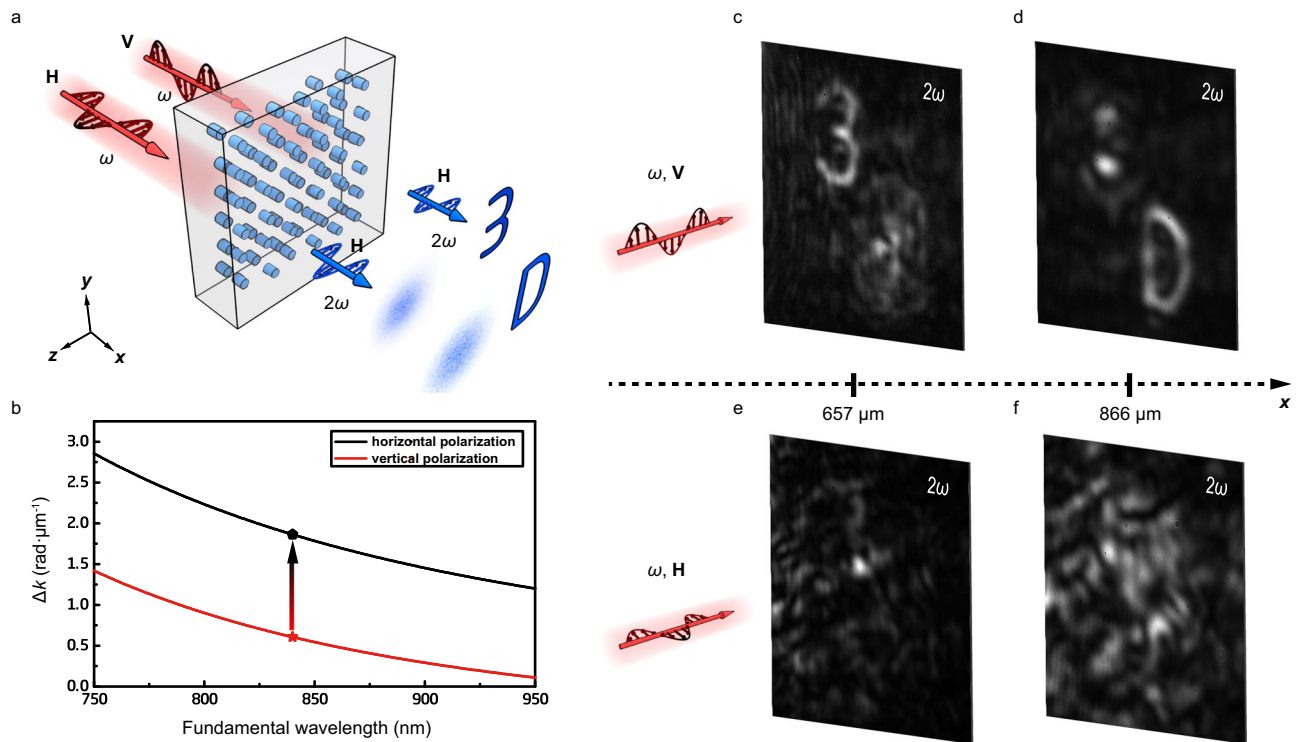 a
V
H
ω
ω
H
2ω
H
2ω
3
D
y
z
x
b
horizontal polarization
vertical polarization
3.0
2.5
2.0
1.5
1.0
0.5
0.0
Δk (rad·μm⁻¹)
750
800
850
900
950
Fundamental wavelength (nm)
c
d
2ω
2ω
3
D
ω, V
x
657 μm
866 μm
e
f
2ω
2ω
ω, H